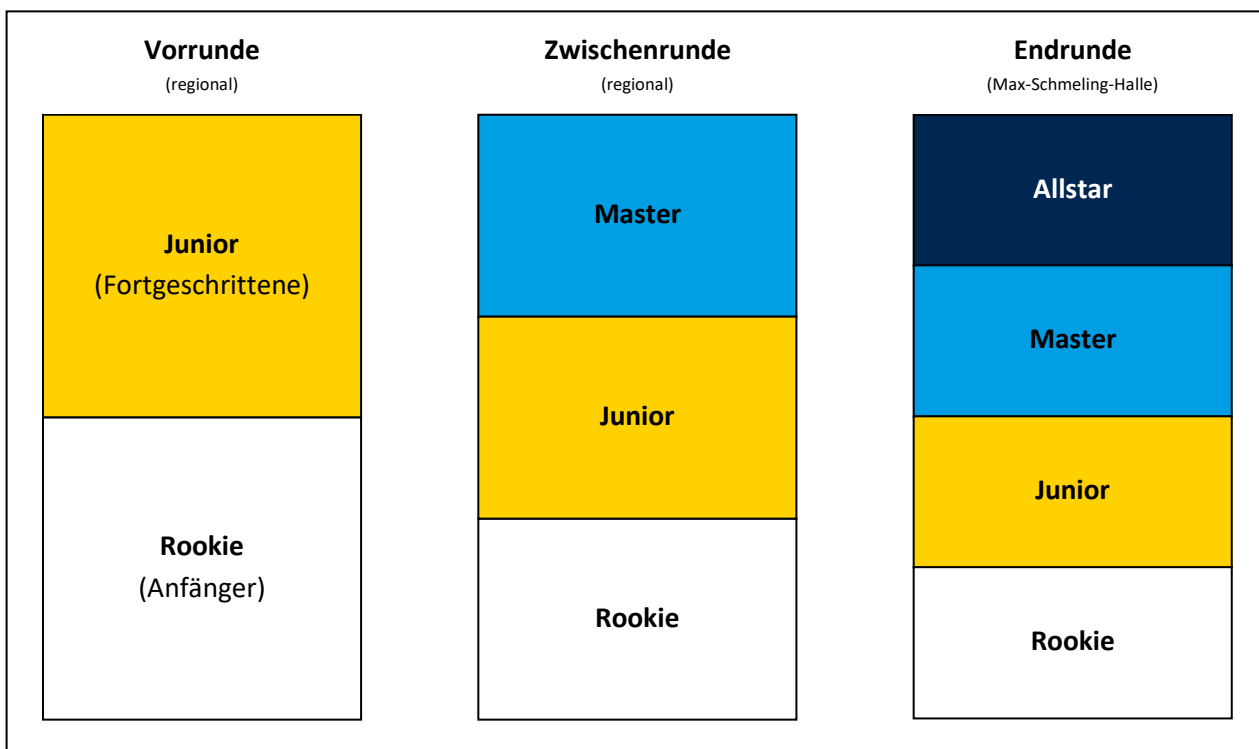 Vorrunde
(regional)
Junior
(Fortgeschrittene)
Rookie
(Anfänger)
Zwischenrunde
(regional)
Master
Junior
Rookie
Endrunde
(Max-Schmeling-Halle)
Allstar
Master
Junior
Rookie